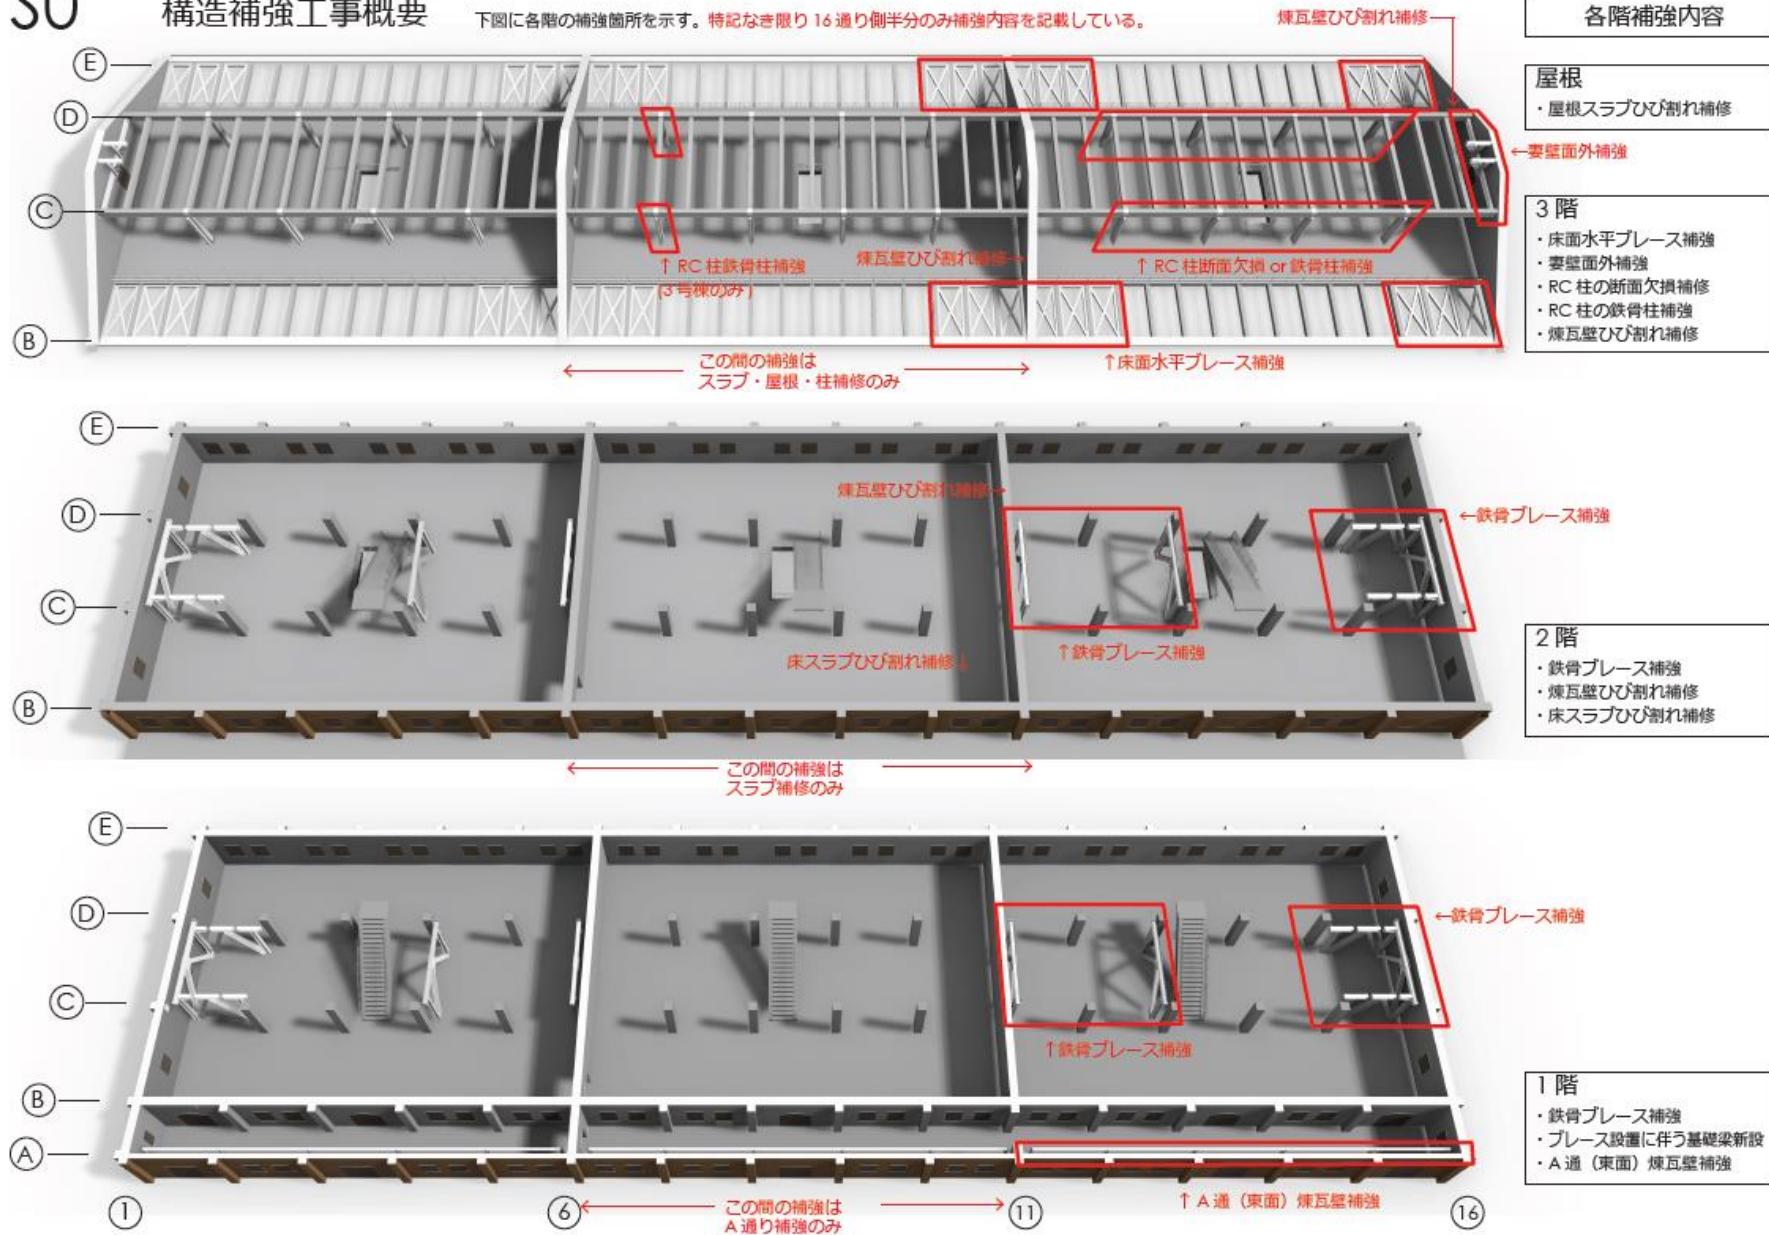 S0 構造補強工事概要 下図に各階の補強箇所を示す。特記なき限り16通り側半分のみ補強内容を記載している。
煉瓦壁ひび割れ補修
各階補強内容
E
D
C
B
屋根
・屋根スラブひび割れ補修
←妻壁面外補強
3階
・床面水平ブレース補強
・妻壁面外補強
・RC柱の断面欠損補修
・RC柱の鉄骨柱補強
・煉瓦壁ひび割れ補修
↑RC柱鉄骨柱補強
(3号棟のみ)
煉瓦壁ひび割れ補修→
↑RC柱断面欠損or鉄骨柱補強
この間の補強は
スラブ・屋根・柱補修のみ
↑床面水平ブレース補強
E
D
C
B
煉瓦壁ひび割れ補修→
←鉄骨ブレース補強
↑鉄骨ブレース補強
床スラブひび割れ補修↓
2階
・鉄骨ブレース補強
・煉瓦壁ひび割れ補修
・床スラブひび割れ補修
この間の補強は
スラブ補修のみ
E
D
C
B
A
←鉄骨ブレース補強
↑鉄骨ブレース補強
1階
・鉄骨ブレース補強
・ブレース設置に伴う基礎梁新設
・A通（東面）煉瓦壁補強
1
6
この間の補強は
A通り補強のみ
11
↑A通（東面）煉瓦壁補強
16